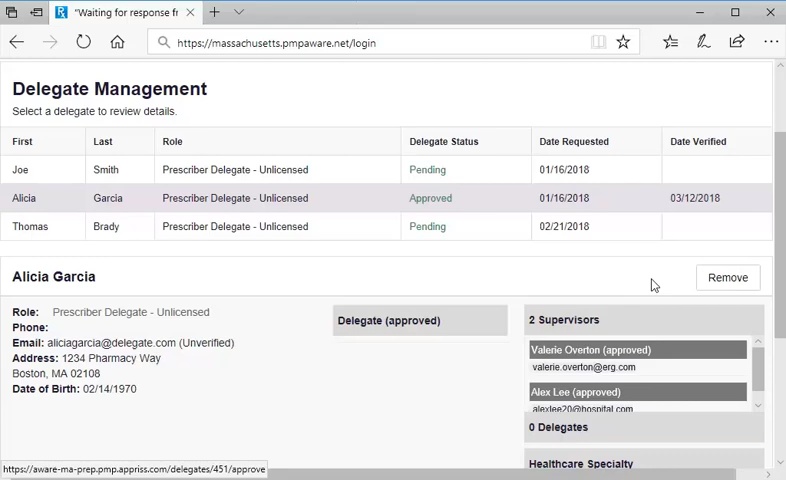 "Waiting for response fr
https://massachusetts.pmpaware.net/login
Delegate Management
Select a delegate to review details.
First Last Role Delegate Status Date Requested Date Verified
Joe Smith Prescriber Delegate - Unlicensed Pending 01/16/2018
Alicia Garcia Prescriber Delegate - Unlicensed Approved 01/16/2018 03/12/2018
Thomas Brady Prescriber Delegate - Unlicensed Pending 02/21/2018
Alicia Garcia Remove
Role: Prescriber Delegate - Unlicensed
Phone:
Email: aliciagarcia@delegate.com (Unverified)
Address: 1234 Pharmacy Way
Boston, MA 02108
Date of Birth: 02/14/1970
Delegate (approved)
2 Supervisors
Valerie Overton (approved)
valerie.overton@erg.com
Alex Lee (approved)
alexlee20@hospital.com
0 Delegates
Healthcare Specialty
https://aware-ma-prep.pmp.appriss.com/delegates/451/approve